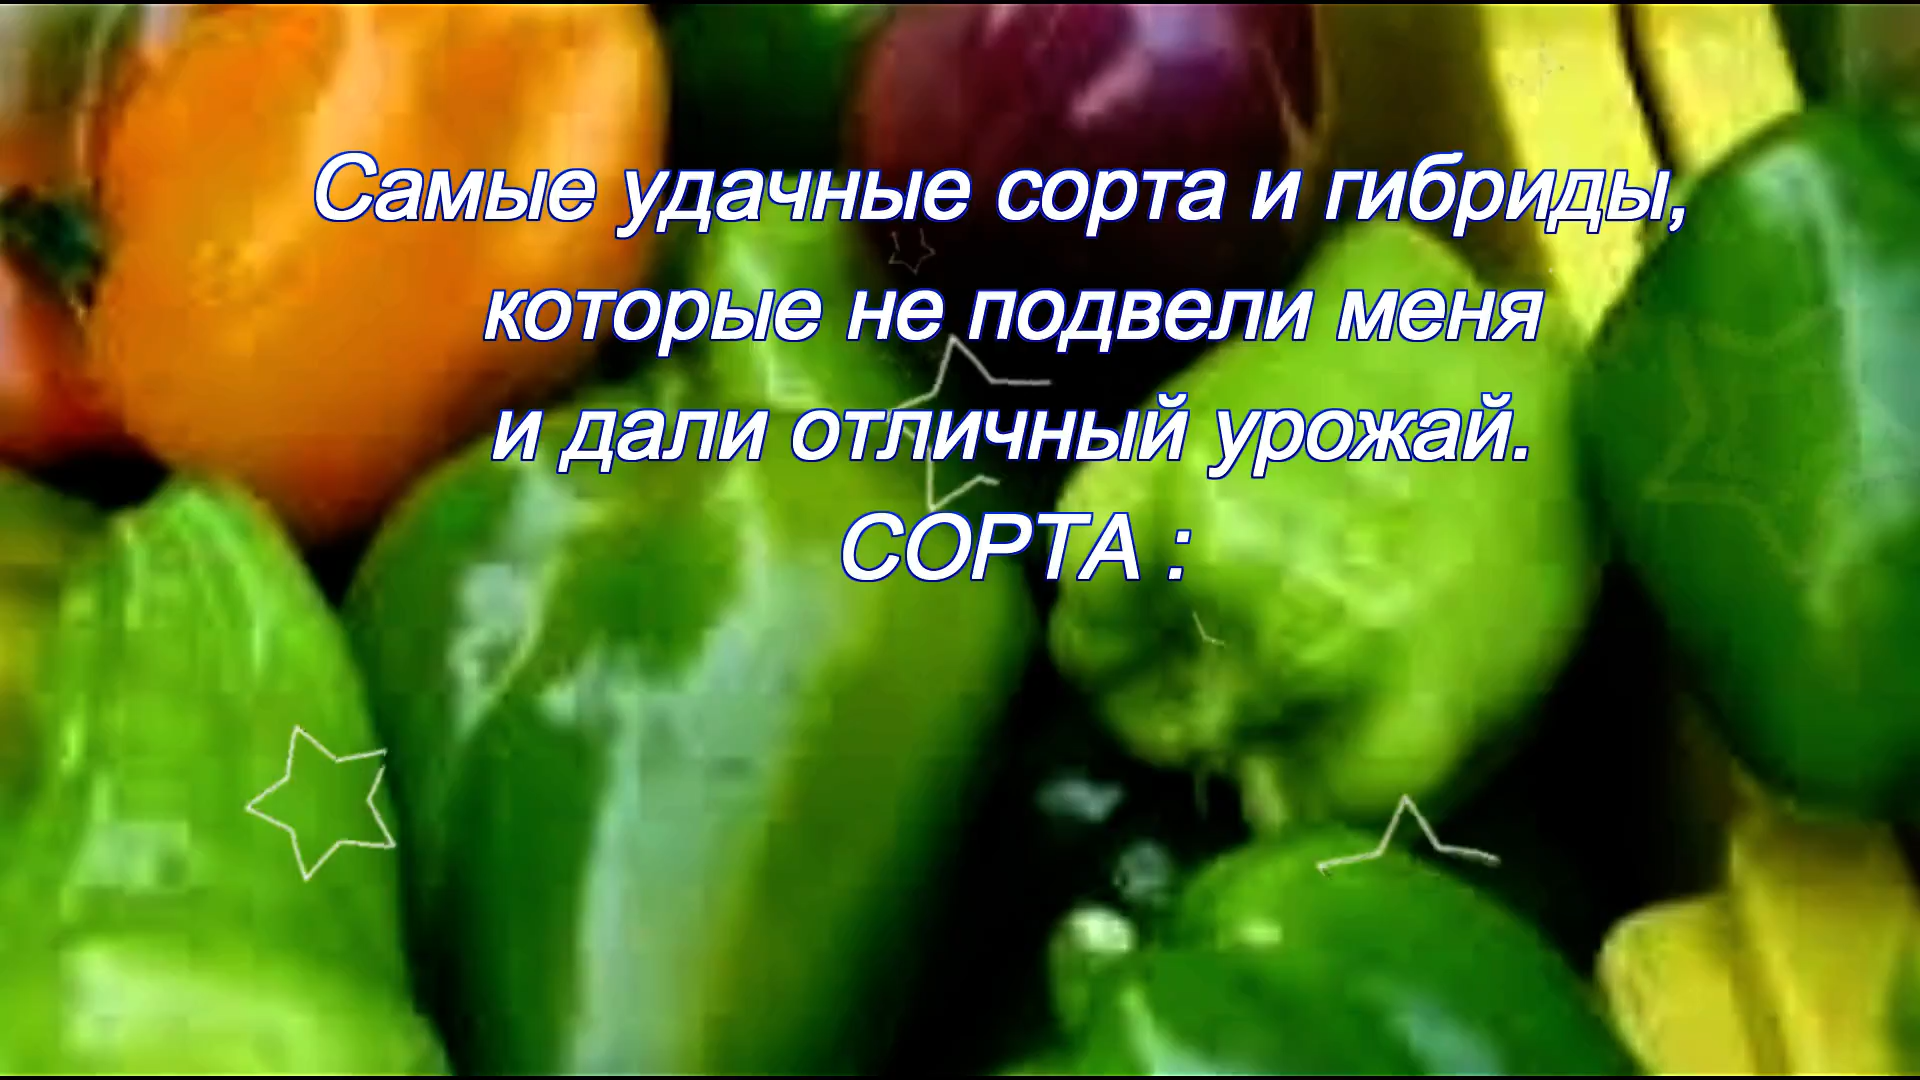 Самые удачные сорта и гибриды,
которые не подвели меня
и дали отличный урожай.
СОРТА :